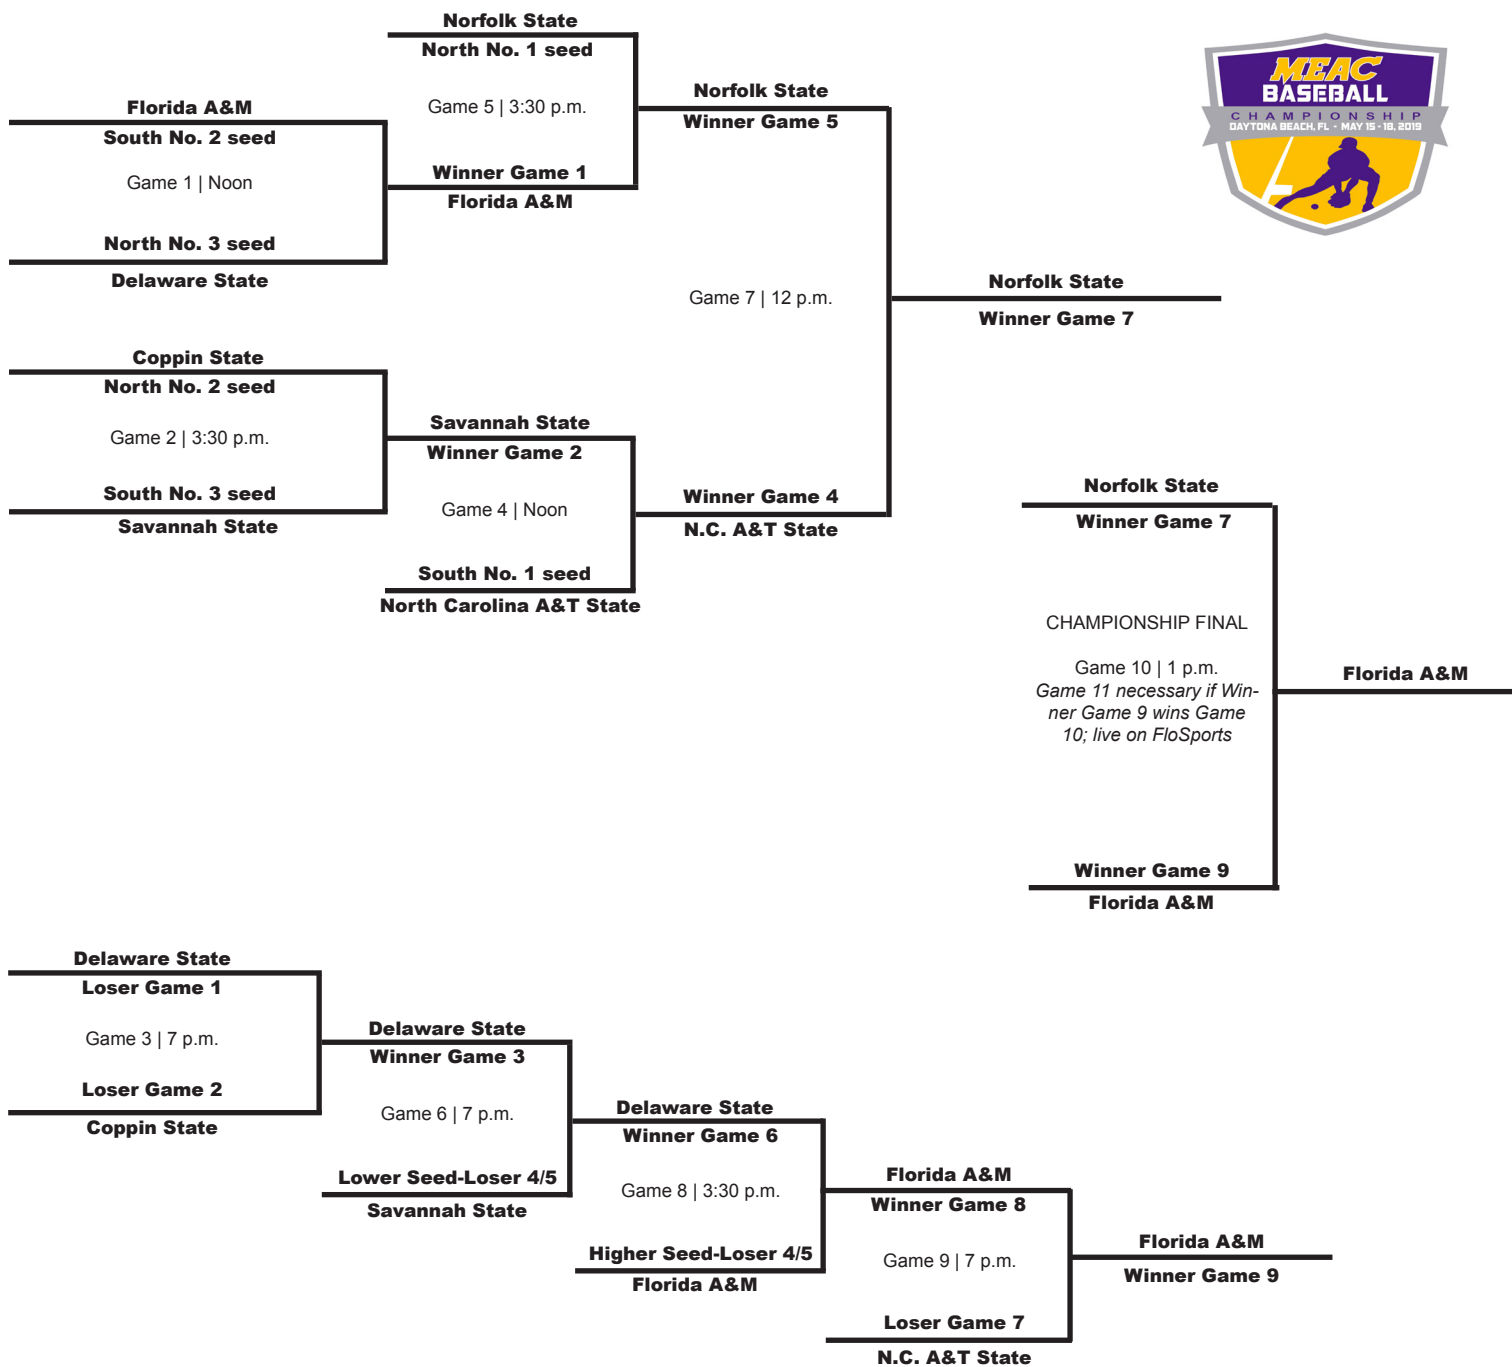 Norfolk State
North No. 1 seed
Game 5 | 3:30 p.m.
Winner Game 1
Florida A&M
Florida A&M
South No. 2 seed
Game 1 | Noon
North No. 3 seed
Delaware State
Norfolk State
Winner Game 5
MEAC
BASEBALL
CHAMPIONSHIP
DAYTONA BEACH, FL • MAY 15 - 18, 2019
Game 7 | 12 p.m.
Norfolk State
Winner Game 7
Coppin State
North No. 2 seed
Game 2 | 3:30 p.m.
South No. 3 seed
Savannah State
Savannah State
Winner Game 2
Game 4 | Noon
South No. 1 seed
North Carolina A&T State
Winner Game 4
N.C. A&T State
Norfolk State
Winner Game 7
CHAMPIONSHIP FINAL
Game 10 | 1 p.m.
Game 11 necessary if Win-
ner Game 9 wins Game
10; live on FloSports
Winner Game 9
Florida A&M
Florida A&M
Delaware State
Loser Game 1
Game 3 | 7 p.m.
Loser Game 2
Coppin State
Delaware State
Winner Game 3
Game 6 | 7 p.m.
Lower Seed-Loser 4/5
Savannah State
Delaware State
Winner Game 6
Game 8 | 3:30 p.m.
Higher Seed-Loser 4/5
Florida A&M
Florida A&M
Winner Game 8
Game 9 | 7 p.m.
Loser Game 7
N.C. A&T State
Florida A&M
Winner Game 9